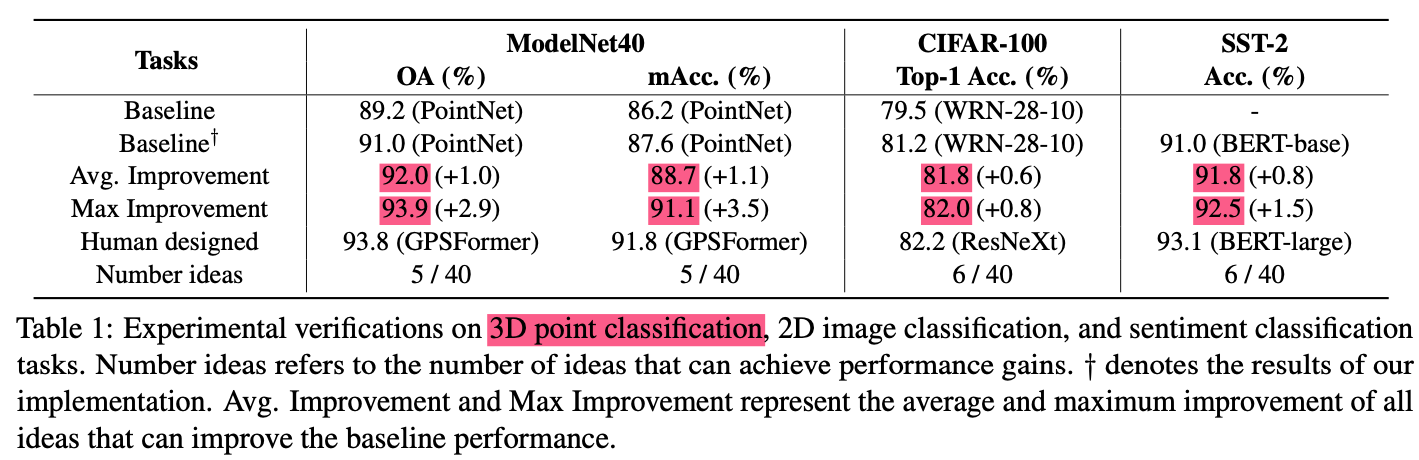 Tasks ModelNet40 CIFAR-100 SST-2
OA (%) mAcc. (%) Top-1 Acc. (%) Acc. (%)
Baseline 89.2 (PointNet) 86.2 (PointNet) 79.5 (WRN-28-10) -
Baseline† 91.0 (PointNet) 87.6 (PointNet) 81.2 (WRN-28-10) 91.0 (BERT-base)
Avg. Improvement 92.0 (+1.0) 88.7 (+1.1) 81.8 (+0.6) 91.8 (+0.8)
Max Improvement 93.9 (+2.9) 91.1 (+3.5) 82.0 (+0.8) 92.5 (+1.5)
Human designed 93.8 (GPSFormer) 91.8 (GPSFormer) 82.2 (ResNeXt) 93.1 (BERT-large)
Number ideas 5 / 40 5 / 40 6 / 40 6 / 40
Table 1: Experimental verifications on 3D point classification, 2D image classification, and sentiment classification
tasks. Number ideas refers to the number of ideas that can achieve performance gains. † denotes the results of our
implementation. Avg. Improvement and Max Improvement represent the average and maximum improvement of all
ideas that can improve the baseline performance.